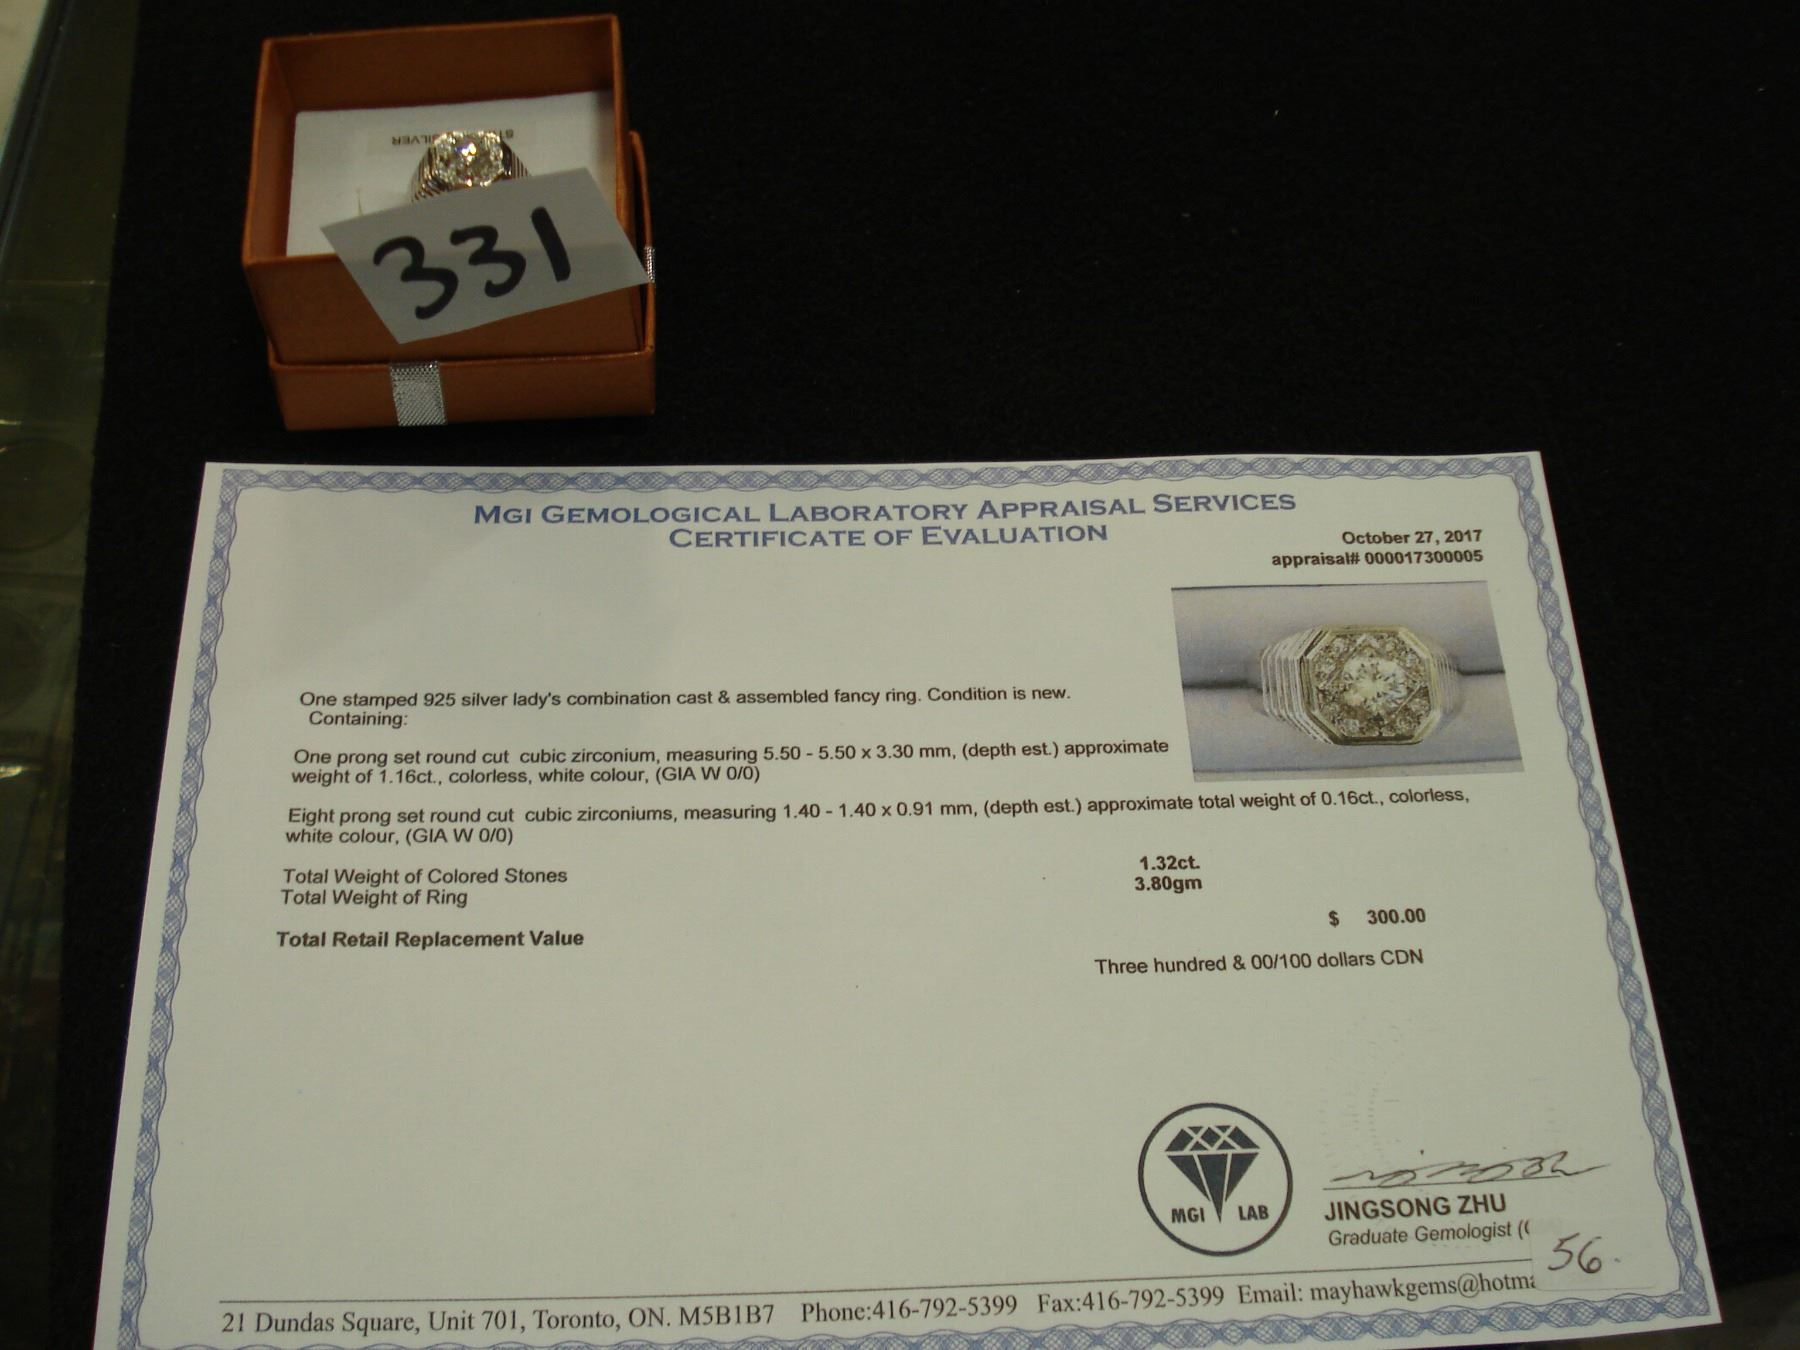 SILVER
331
MGI GEMOLOGICAL LABORATORY APPRAISAL SERVICES
CERTIFICATE OF EVALUATION
October 27, 2017
appraisal# 000017300005
One stamped 925 silver lady's combination cast & assembled fancy ring. Condition is new.
Containing:
One prong set round cut cubic zirconium, measuring 5.50 - 5.50 x 3.30 mm, (depth est.) approximate
weight of 1.16ct., colorless, white colour, (GIA W 0/0)
Eight prong set round cut cubic zirconiums, measuring 1.40 - 1.40 x 0.91 mm, (depth est.) approximate total weight of 0.16ct., colorless,
white colour, (GIA W 0/0)
Total Weight of Colored Stones 1.32ct.
Total Weight of Ring 3.80gm
Total Retail Replacement Value $ 300.00
Three hundred & 00/100 dollars CDN
MGI LAB
JINGSONG ZHU
Graduate Gemologist (
56.
21 Dundas Square, Unit 701, Toronto, ON. M5B1B7 Phone:416-792-5399 Fax:416-792-5399 Email: mayhawkgems@hotma